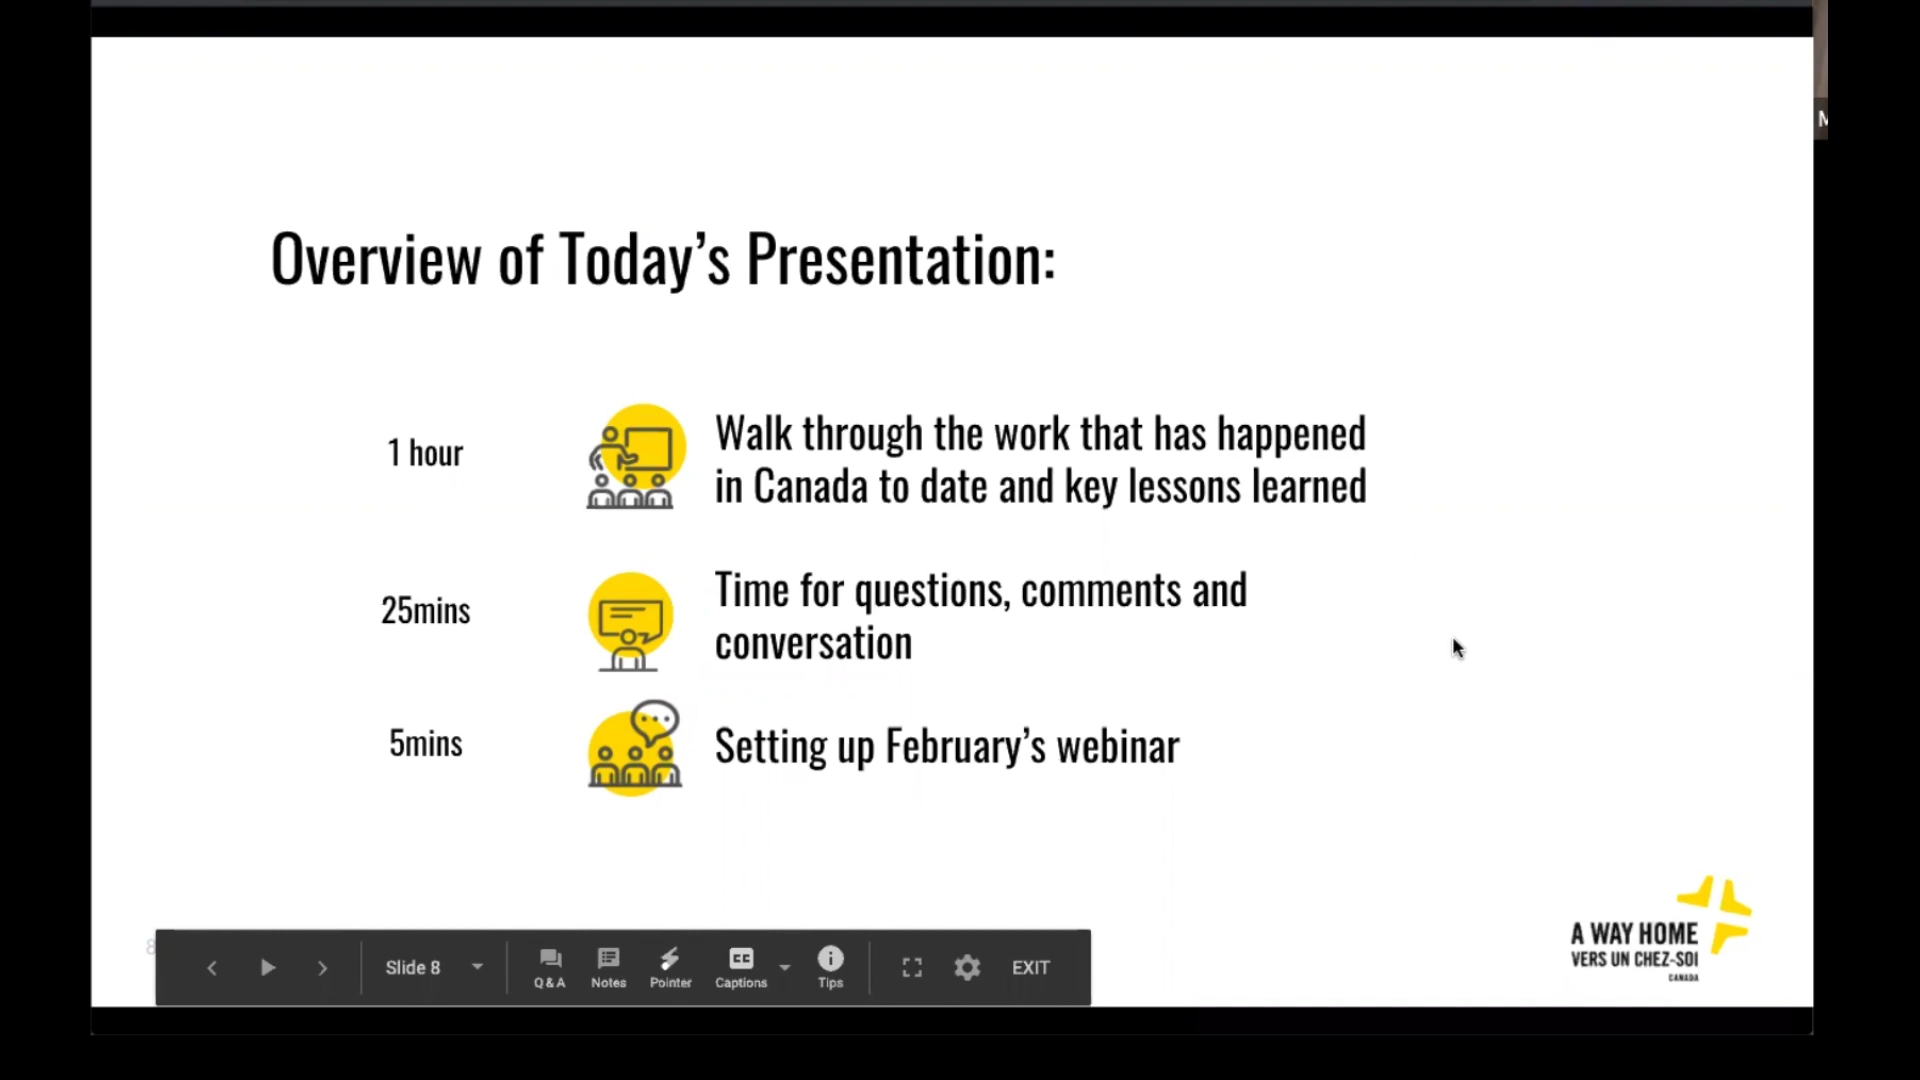 M
Overview of Today’s Presentation:
1 hour
Walk through the work that has happened
in Canada to date and key lessons learned
25mins
Time for questions, comments and
conversation
5mins
Setting up February’s webinar
A WAY HOME
VERS UN CHEZ-SOI
CANADA
8
Slide 8
Q & A
Notes
Pointer
CC
Captions
Tips
EXIT